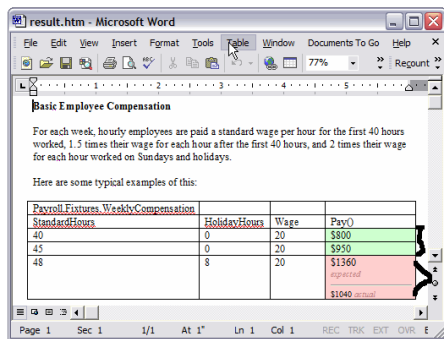 result.htm - Microsoft Word
File Edit View Insert Format Tools Table Window Documents To Go Help ×
77% Recount
1 2 3 4 5
Basic Employee Compensation
For each week, hourly employees are paid a standard wage per hour for the first 40 hours
worked, 1.5 times their wage for each hour after the first 40 hours, and 2 times their wage
for each hour worked on Sundays and holidays.
Here are some typical examples of this:
Payroll.Fixtures.WeeklyCompensation
StandardHours HolidayHours Wage Pay()
40 0 20 $800
45 0 20 $950
48 8 20 $1360
expected
$1040 actual
Page 1 Sec 1 1/1 At 1" Ln 1 Col 1 REC TRK EXT OVR E